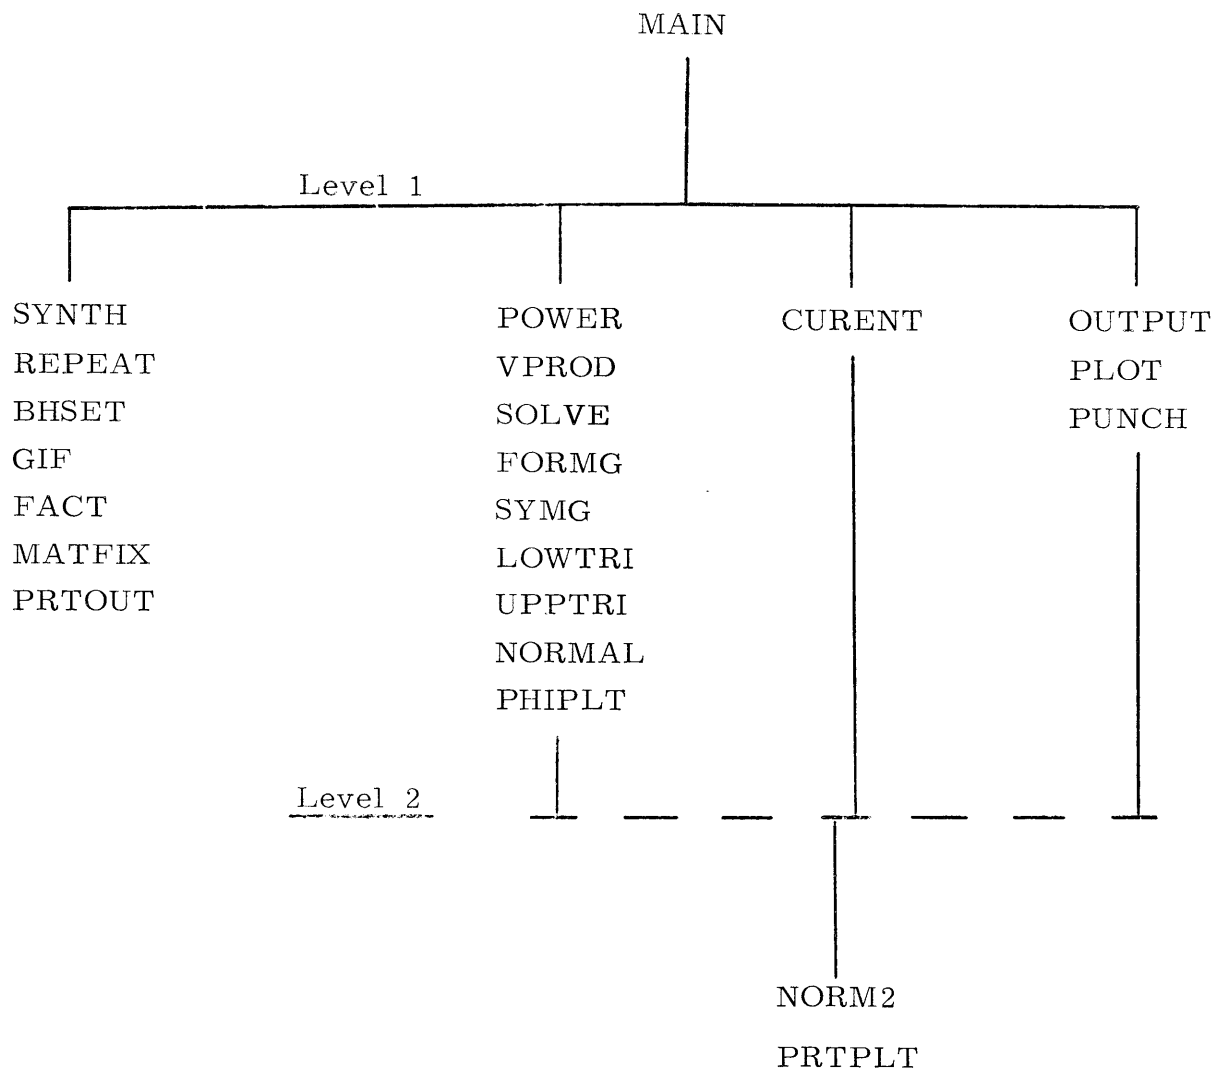 MAIN
Level 1
SYNTH
REPEAT
BHSET
GIF
FACT
MATFIX
PRTOUT
POWER
VPROD
SOLVE
FORMG
SYMG
LOWTRI
UPPTRI
NORMAL
PHIPLT
CURENT
OUTPUT
PLOT
PUNCH
Level 2
NORM2
PRTPLT